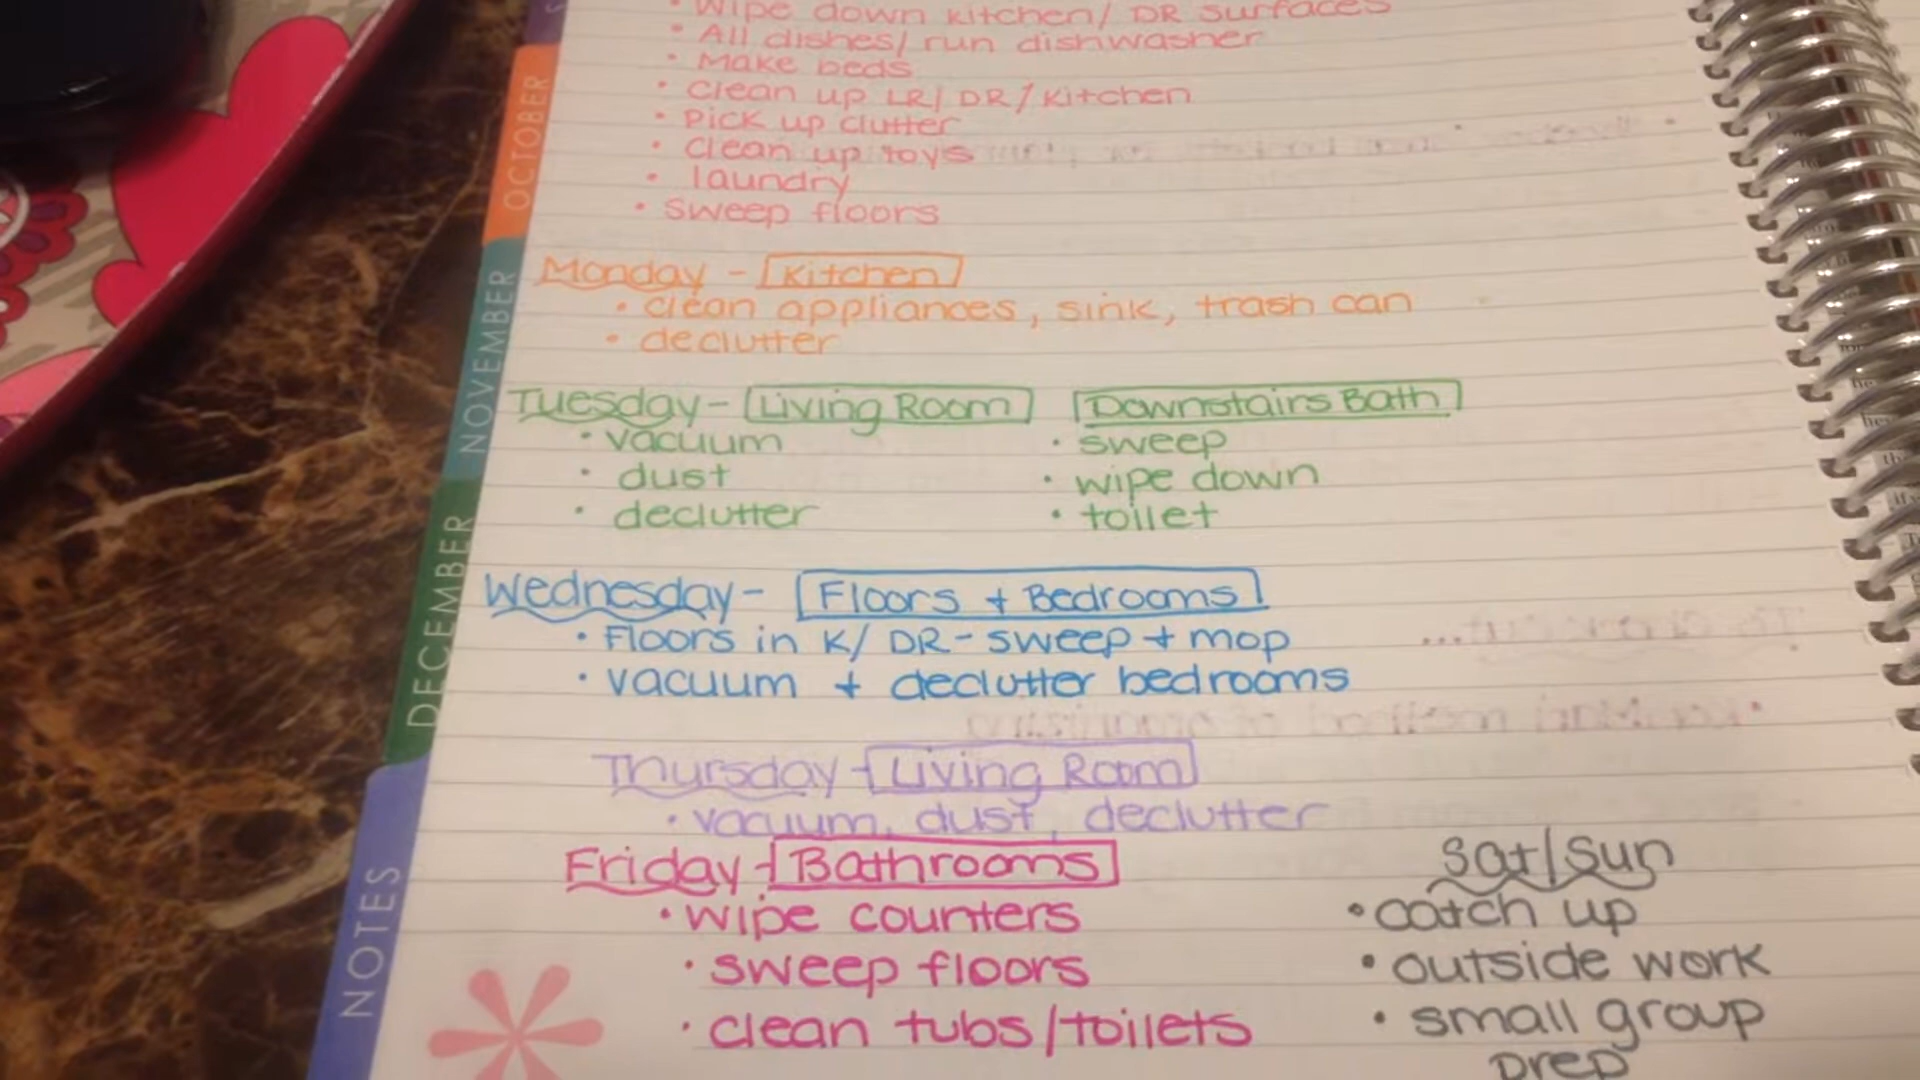 • Wipe down kitchen/ DR surfaces
• All dishes/ run dishwasher
• Make beds
• Clean up LR/ DR/ Kitchen
• Pick up clutter
• Clean up toys
• laundry
• sweep floors
Monday - Kitchen
• clean appliances, sink, trash can
• declutter
Tuesday - Living Room
• vacuum
• dust
• declutter
Downstairs Bath
• sweep
• wipe down
• toilet
Wednesday - Floors + Bedrooms
• Floors in K/ DR - sweep + mop
• vacuum + declutter bedrooms
Thursday - Living Room
• vacuum, dust, declutter
Friday - Bathrooms
• wipe counters
• sweep floors
• clean tubs/toilets
Sat/Sun
• catch up
• outside work
• small group
prep
OCTOBER
NOVEMBER
DECEMBER
NOTES